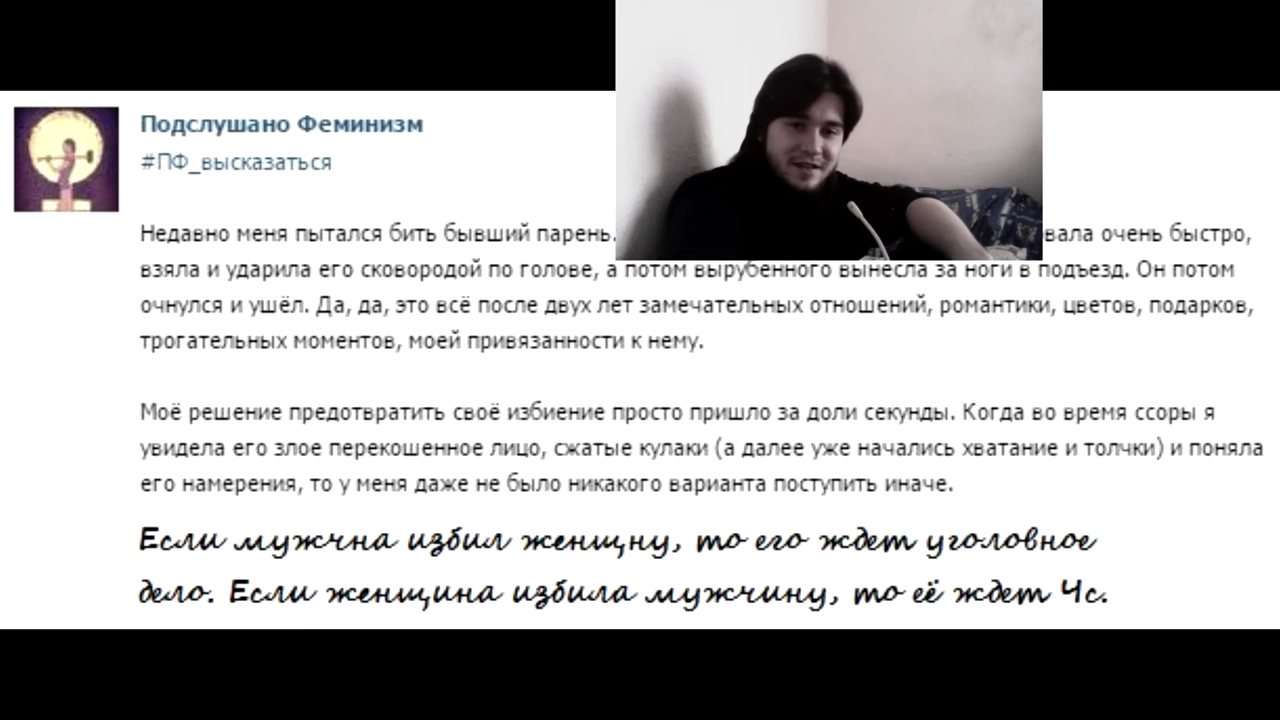 Подслушано Феминизм
#ПФ_высказаться
Недавно меня пытался бить бывший парень. очень быстро,
взяла и ударила его сковородой по голове, а потом вырубенного вынесла за ноги в подъезд. Он потом
очнулся и ушёл. Да, да, это всё после двух лет замечательных отношений, романтики, цветов, подарков,
трогательных моментов, моей привязанности к нему.
Моё решение предотвратить своё избиение просто пришло за доли секунды. Когда во время ссоры я
увидела его злое перекошенное лицо, сжатые кулаки (а далее уже начались хватание и толчки) и поняла
его намерения, то у меня даже не было никакого варианта поступить иначе.
Если мужчна избил женщну, то его ждет уголовное
дело. Если женщина избила мужчину, то её ждет Чс.